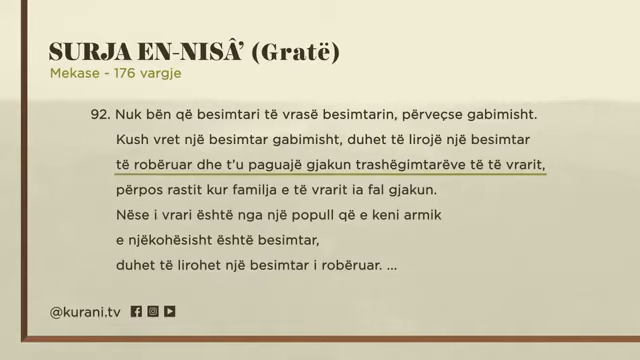 SURJA EN-NISÂ’ (Gratë)
Mekase - 176 vargje
92. Nuk bën që besimtari të vrasë besimtarin, përveçse gabimisht.
Kush vret një besimtar gabimisht, duhet të lirojë një besimtar
të robëruar dhe t’u paguajë gjakun trashëgimtarëve të të vrarit,
përpos rastit kur familja e të vrarit ia fal gjakun.
Nëse i vrari është nga një popull që e keni armik
e njëkohësisht është besimtar,
duhet të lirohet një besimtar i robëruar. ...
@kurani.tv